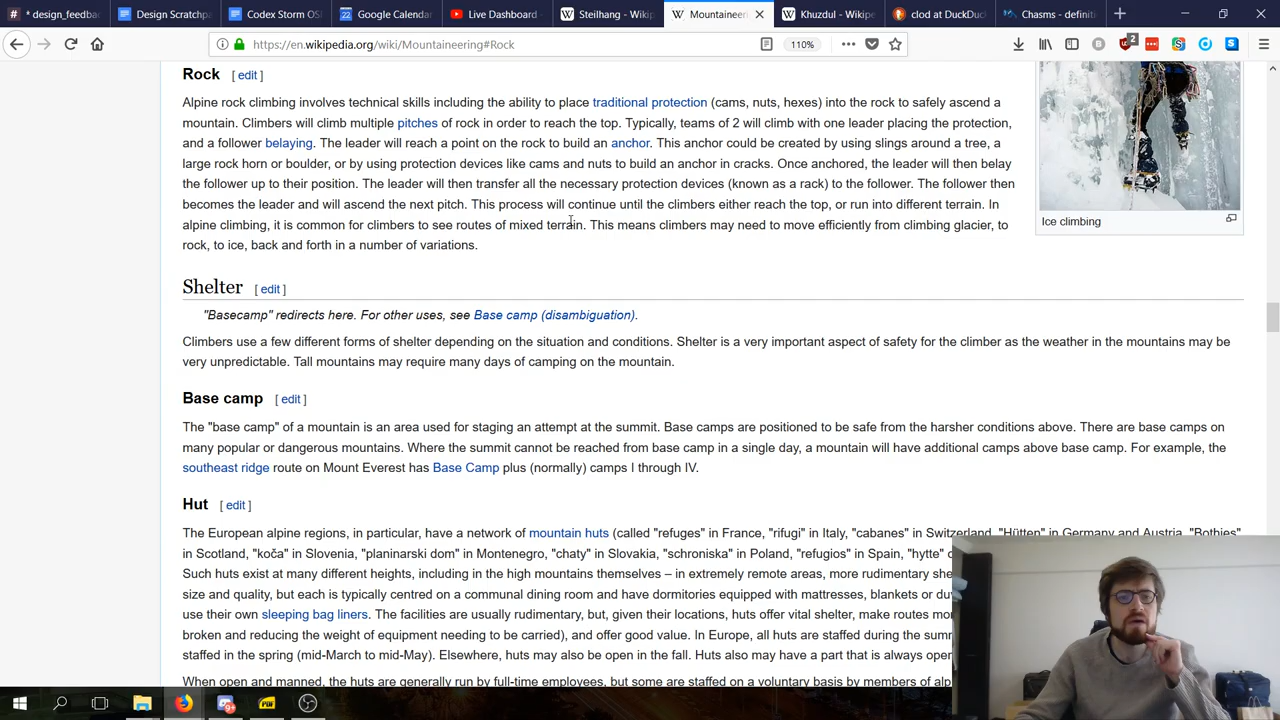 * design_feedba
Design Scratchpa
Codex Storm OS
Google Calendar
Live Dashboard
Steilhang - Wikip
Mountaineering
Khuzdul - Wikipe
clod at DuckDuc
Chasms - definiti
https://en.wikipedia.org/wiki/Mountaineering#Rock
110%
2
Rock [ edit ]
Alpine rock climbing involves technical skills including the ability to place traditional protection (cams, nuts, hexes) into the rock to safely ascend a
mountain. Climbers will climb multiple pitches of rock in order to reach the top. Typically, teams of 2 will climb with one leader placing the protection,
and a follower belaying. The leader will reach a point on the rock to build an anchor. This anchor could be created by using slings around a tree, a
large rock horn or boulder, or by using protection devices like cams and nuts to build an anchor in cracks. Once anchored, the leader will then belay
the follower up to their position. The leader will then transfer all the necessary protection devices (known as a rack) to the follower. The follower then
becomes the leader and will ascend the next pitch. This process will continue until the climbers either reach the top, or run into different terrain. In
alpine climbing, it is common for climbers to see routes of mixed terrain. This means climbers may need to move efficiently from climbing glacier, to
rock, to ice, back and forth in a number of variations.
Ice climbing
Shelter [ edit ]
"Basecamp" redirects here. For other uses, see Base camp (disambiguation).
Climbers use a few different forms of shelter depending on the situation and conditions. Shelter is a very important aspect of safety for the climber as the weather in the mountains may be
very unpredictable. Tall mountains may require many days of camping on the mountain.
Base camp [ edit ]
The "base camp" of a mountain is an area used for staging an attempt at the summit. Base camps are positioned to be safe from the harsher conditions above. There are base camps on
many popular or dangerous mountains. Where the summit cannot be reached from base camp in a single day, a mountain will have additional camps above base camp. For example, the
southeast ridge route on Mount Everest has Base Camp plus (normally) camps I through IV.
Hut [ edit ]
The European alpine regions, in particular, have a network of mountain huts (called "refuges" in France, "rifugi" in Italy, "cabanes" in Switzerland, "Hütten" in Germany and Austria, "Bothies"
in Scotland, "koča" in Slovenia, "planinarski dom" in Montenegro, "chaty" in Slovakia, "schroniska" in Poland, "refugios" in Spain, "hytte"
Such huts exist at many different heights, including in the high mountains themselves – in extremely remote areas, more rudimentary
size and quality, but each is typically centred on a communal dining room and have dormitories equipped with mattresses, blankets or
use their own sleeping bag liners. The facilities are usually rudimentary, but, given their locations, huts offer vital shelter, make routes
broken and reducing the weight of equipment needing to be carried), and offer good value. In Europe, all huts are staffed during the
staffed in the spring (mid-March to mid-May). Elsewhere, huts may also be open in the fall. Huts also may have a part that is always
When open and manned, the huts are generally run by full-time employees, but some are staffed on a voluntary basis by members of